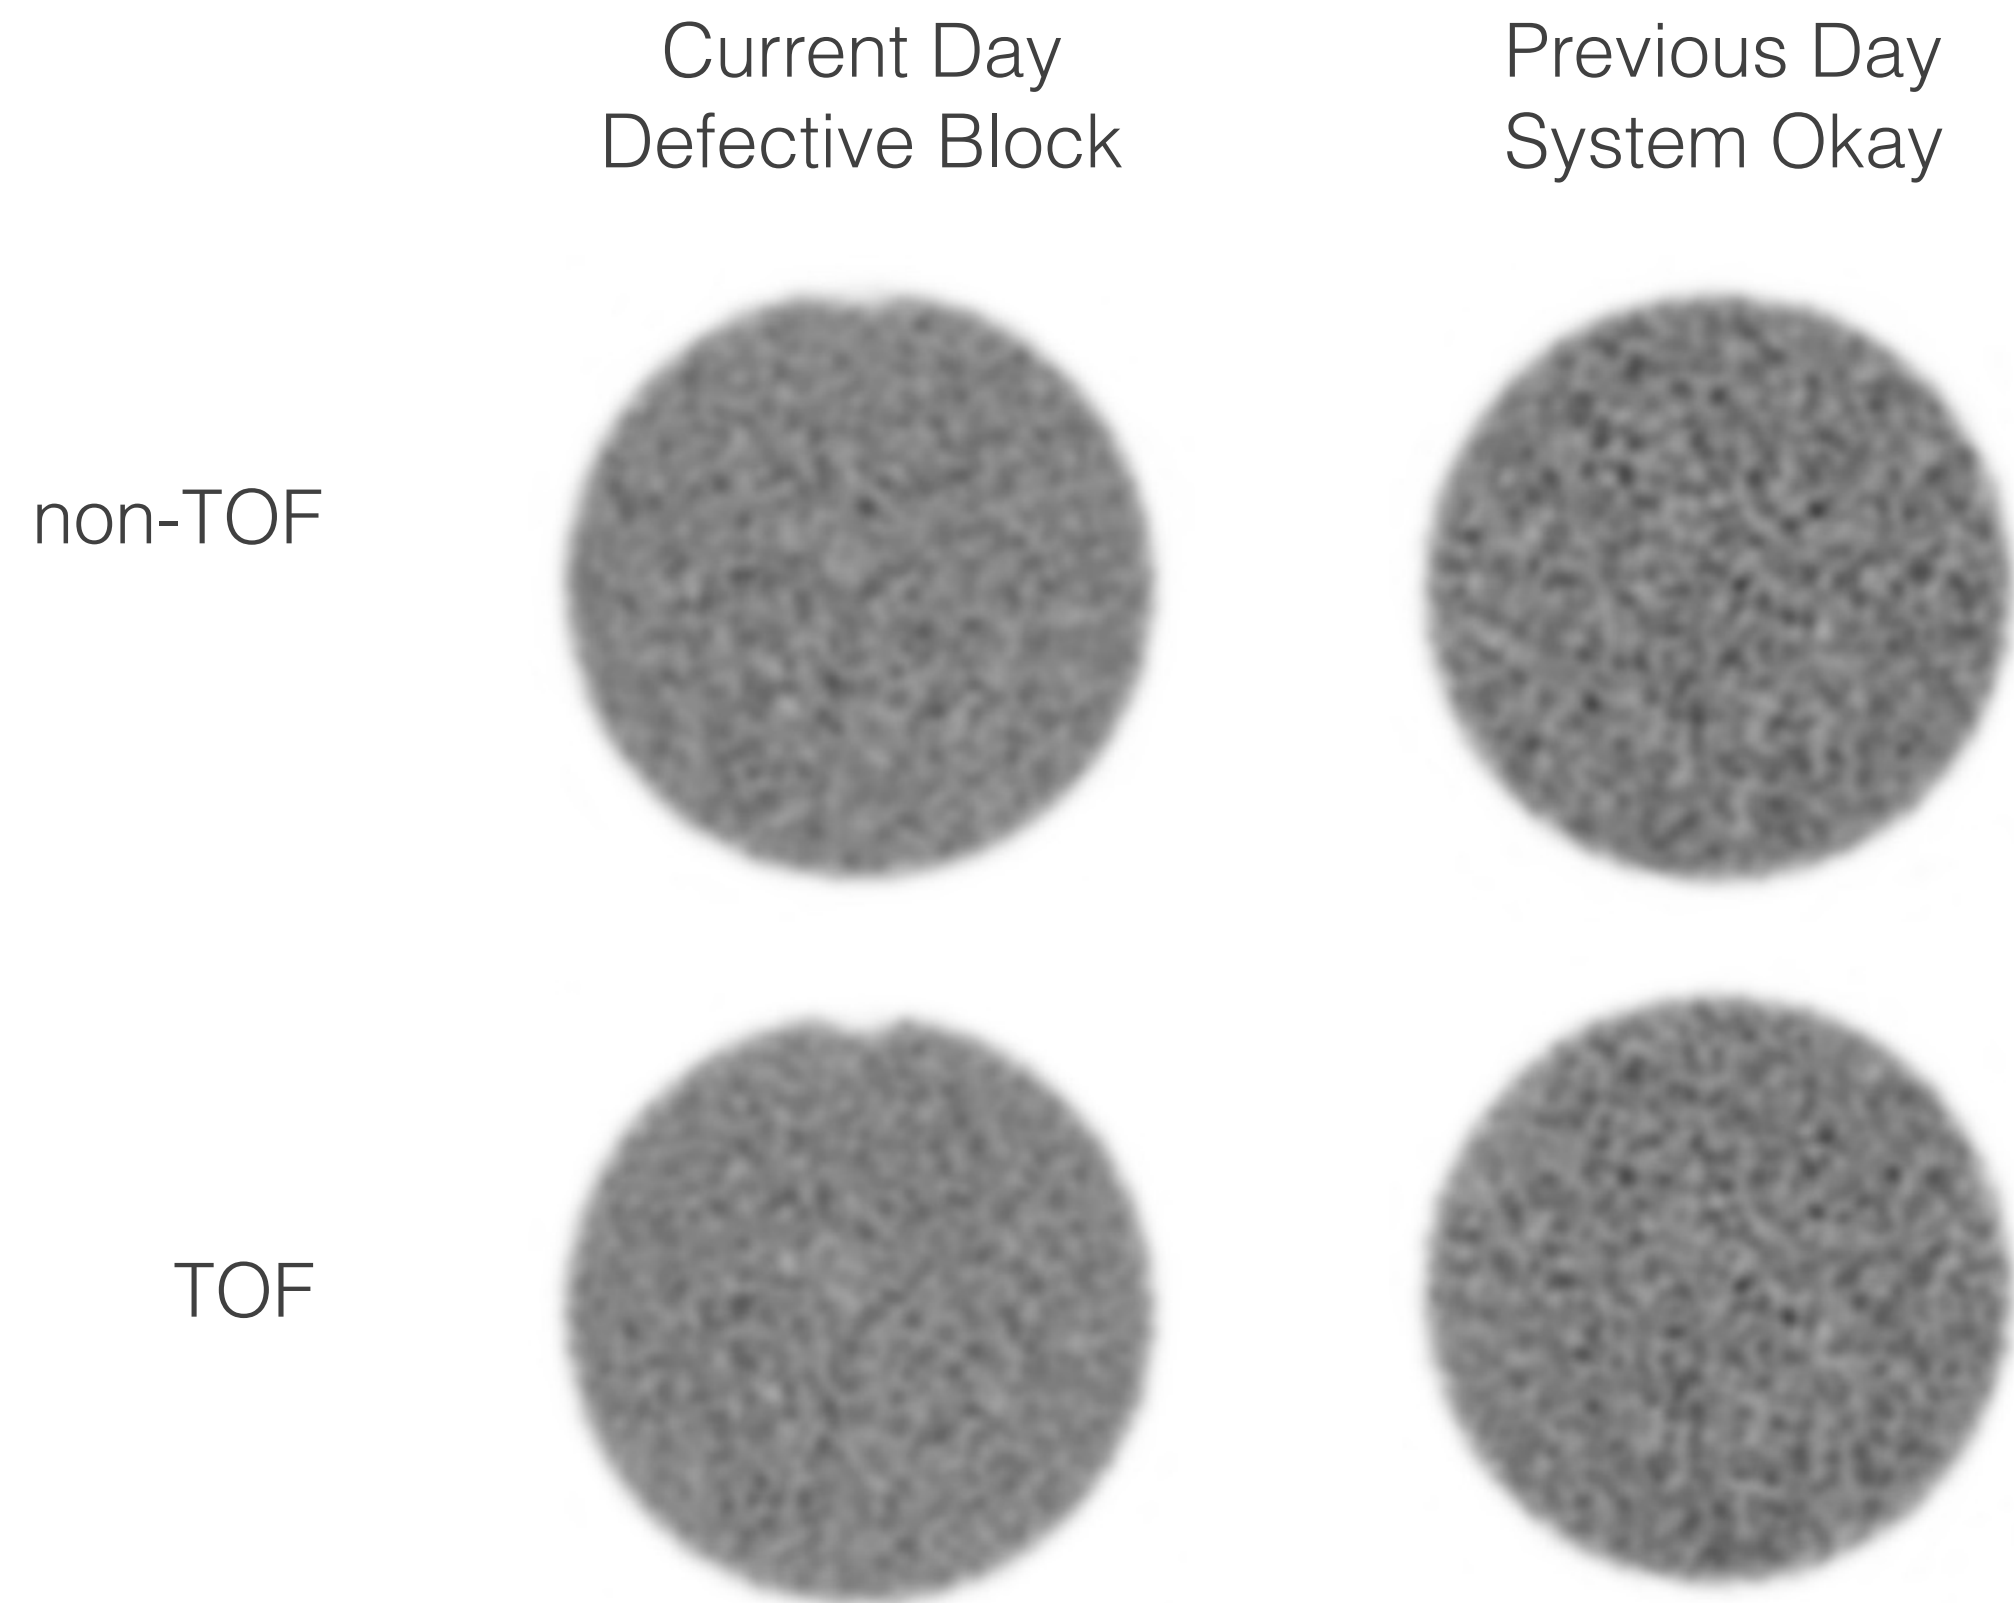 Current Day
Defective Block
Previous Day
System Okay
non-TOF
TOF